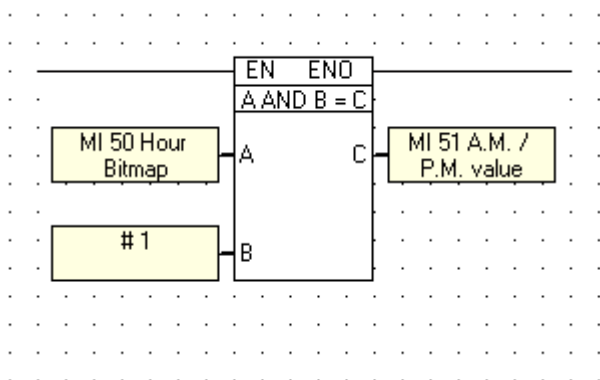 EN ENO
A AND B = C
MI 50 Hour
Bitmap
A
C
MI 51 A.M. /
P.M. value
# 1
B